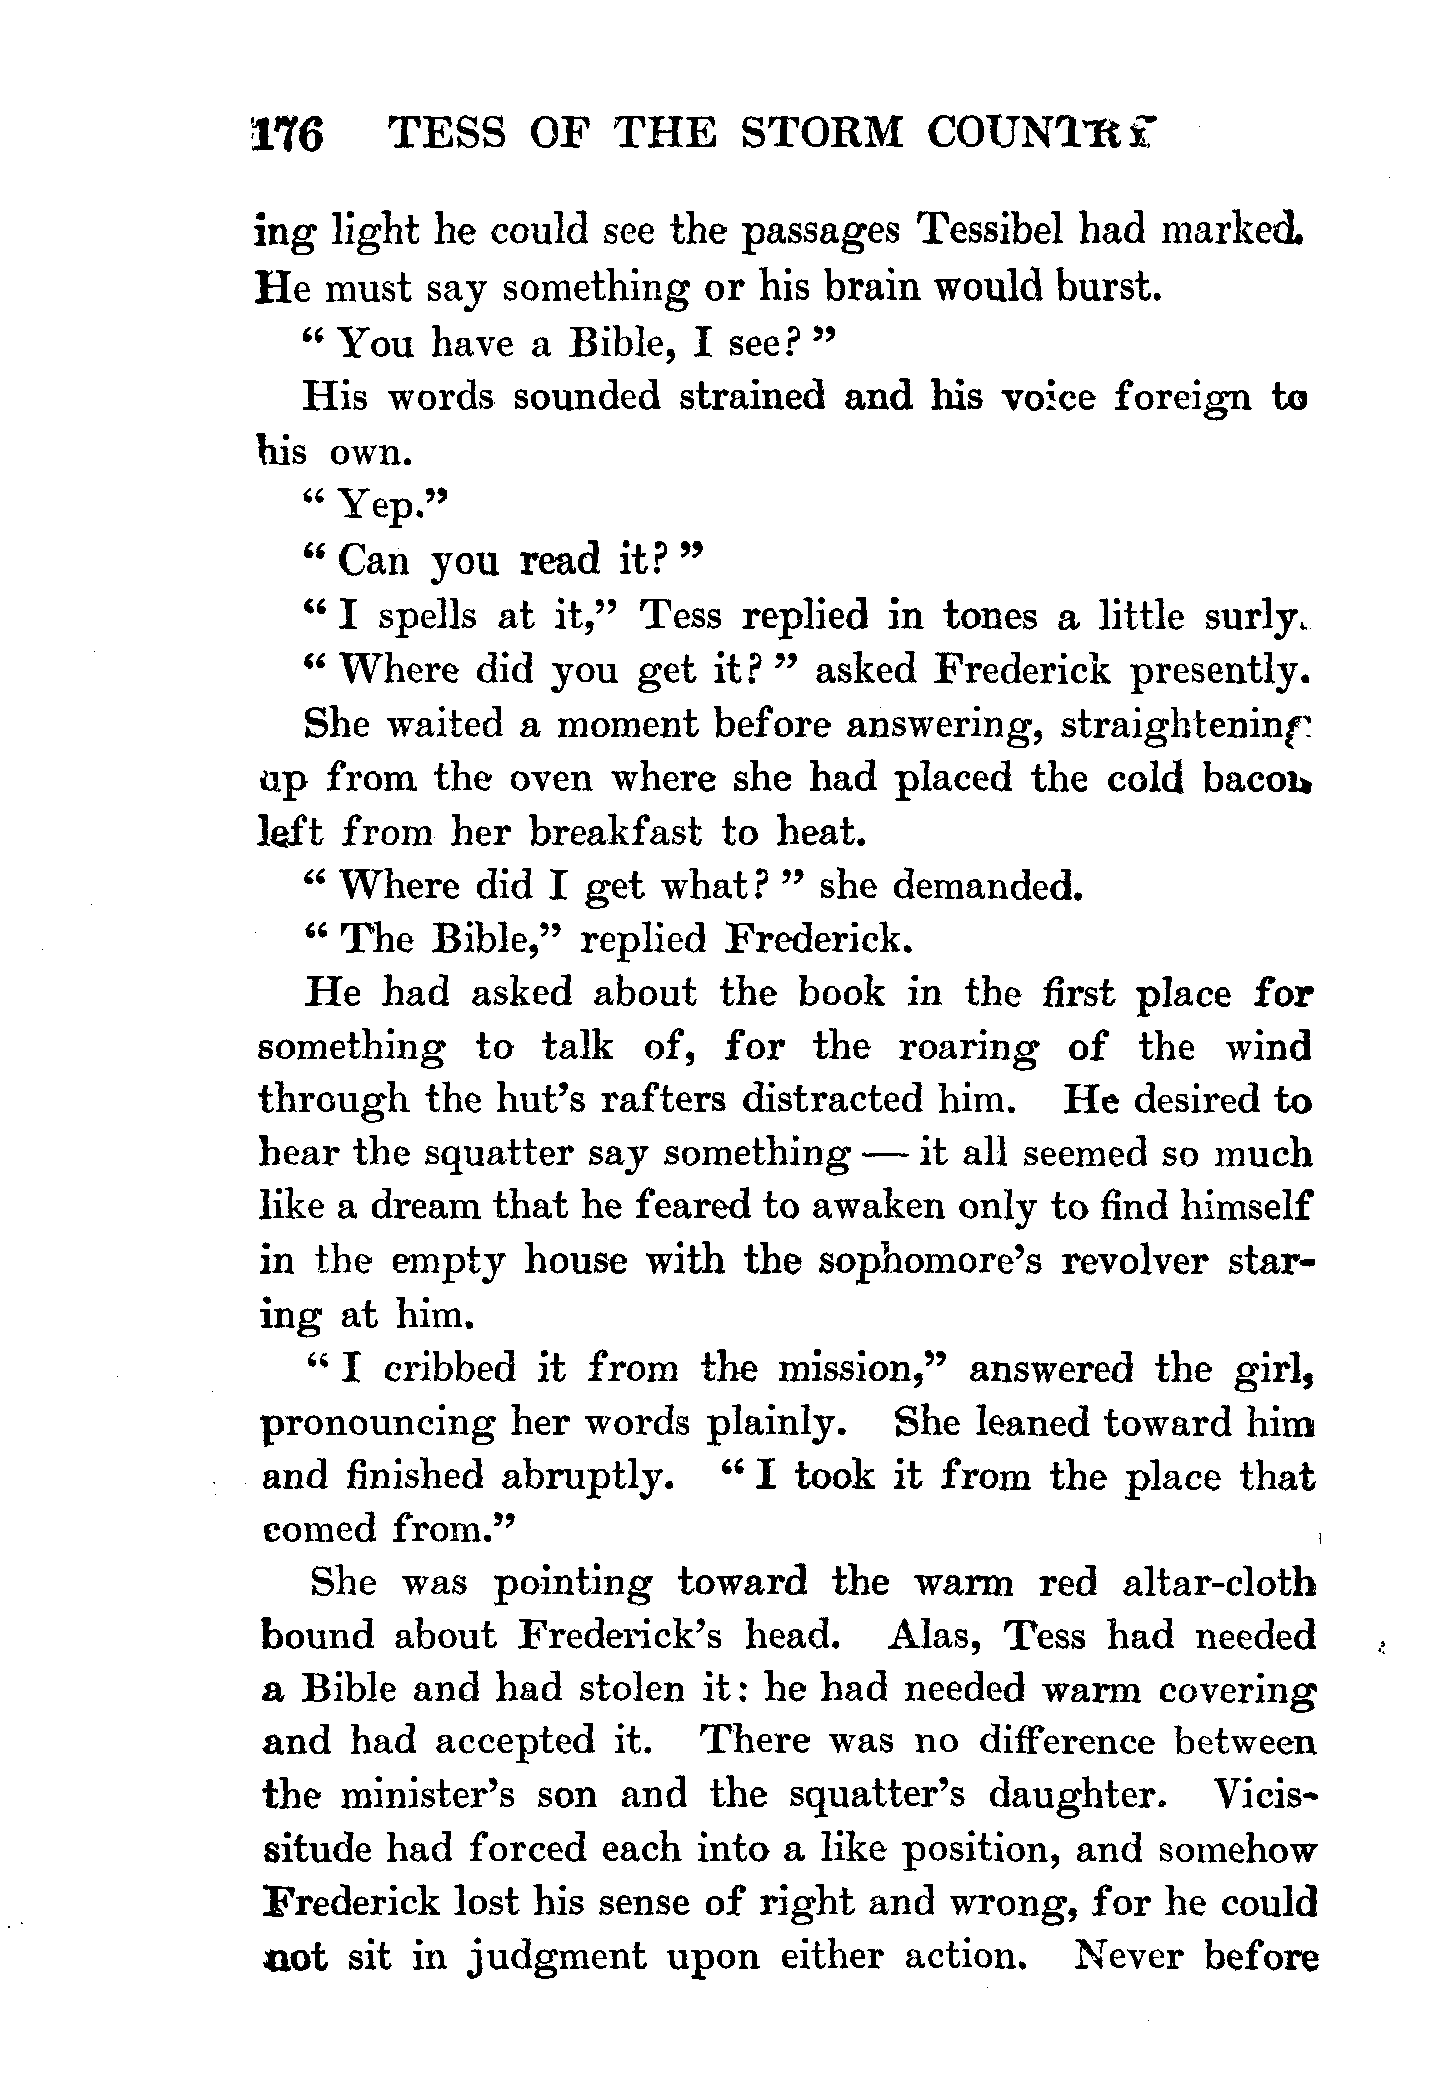 176 TESS OF THE STORM COUNTRY
ing light he could see the passages Tessibel had marked.
He must say something or his brain would burst.
“ You have a Bible, I see? ”
His words sounded strained and his voice foreign to
his own.
“ Yep.”
“ Can you read it? ”
“ I spells at it,” Tess replied in tones a little surly.
“ Where did you get it? ” asked Frederick presently.
She waited a moment before answering, straightening
up from the oven where she had placed the cold bacon
left from her breakfast to heat.
“ Where did I get what? ” she demanded.
“ The Bible,” replied Frederick.
He had asked about the book in the first place for
something to talk of, for the roaring of the wind
through the hut’s rafters distracted him. He desired to
hear the squatter say something — it all seemed so much
like a dream that he feared to awaken only to find himself
in the empty house with the sophomore’s revolver star-
ing at him.
“ I cribbed it from the mission,” answered the girl,
pronouncing her words plainly. She leaned toward him
and finished abruptly. “ I took it from the place that
comed from.”
She was pointing toward the warm red altar-cloth
bound about Frederick’s head. Alas, Tess had needed
a Bible and had stolen it: he had needed warm covering
and had accepted it. There was no difference between
the minister’s son and the squatter’s daughter. Vicis-
situde had forced each into a like position, and somehow
Frederick lost his sense of right and wrong, for he could
not sit in judgment upon either action. Never before